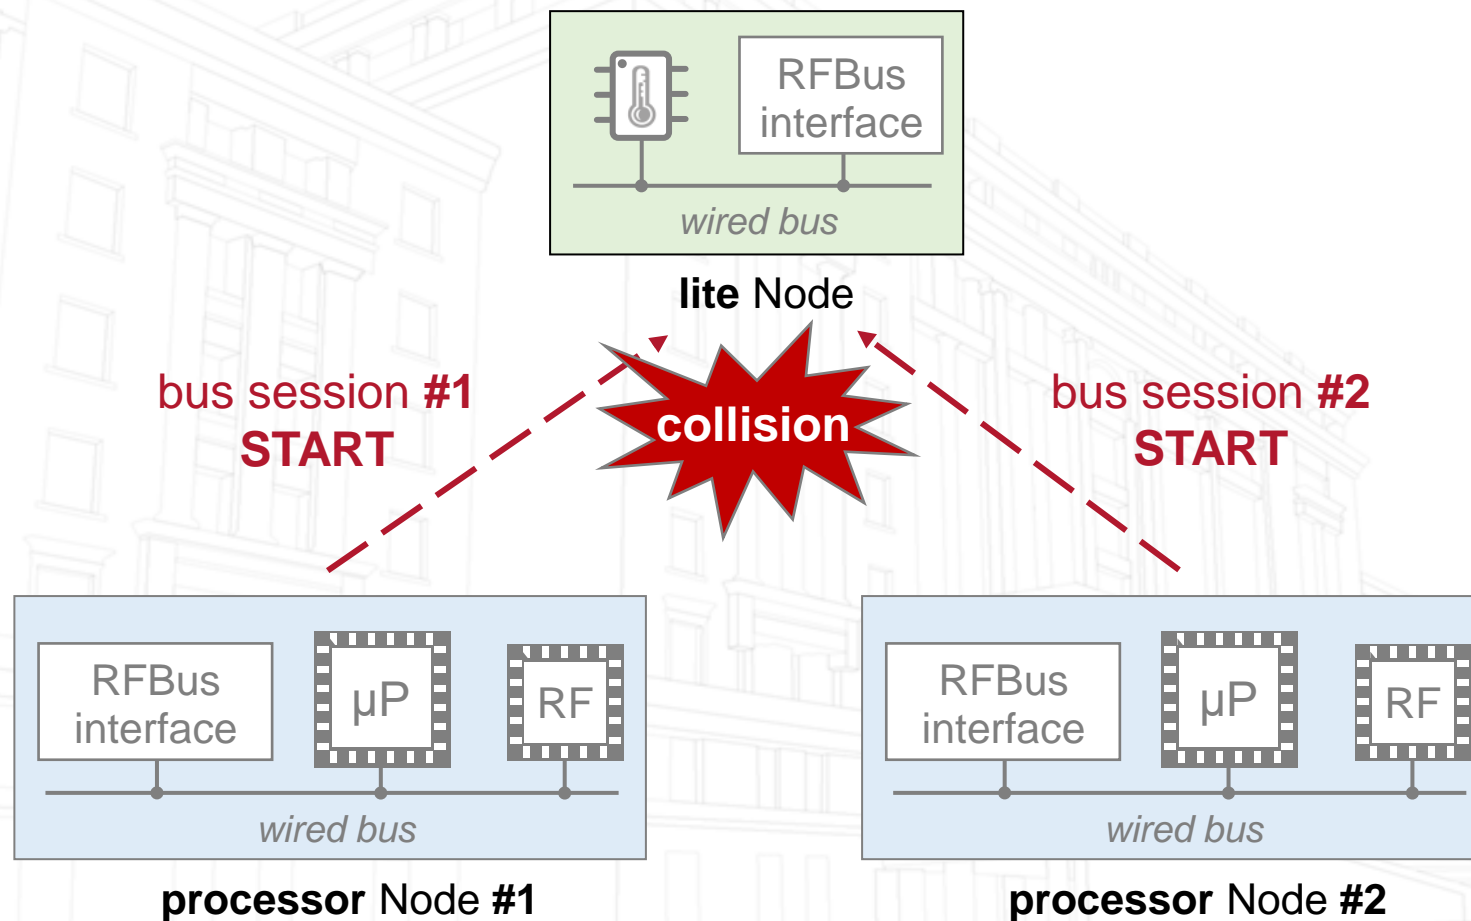 RFBus
interface
wired bus
lite Node
bus session #1
START
collision
bus session #2
START
RFBus
interface
µP
RF
wired bus
processor Node #1
RFBus
interface
µP
RF
wired bus
processor Node #2